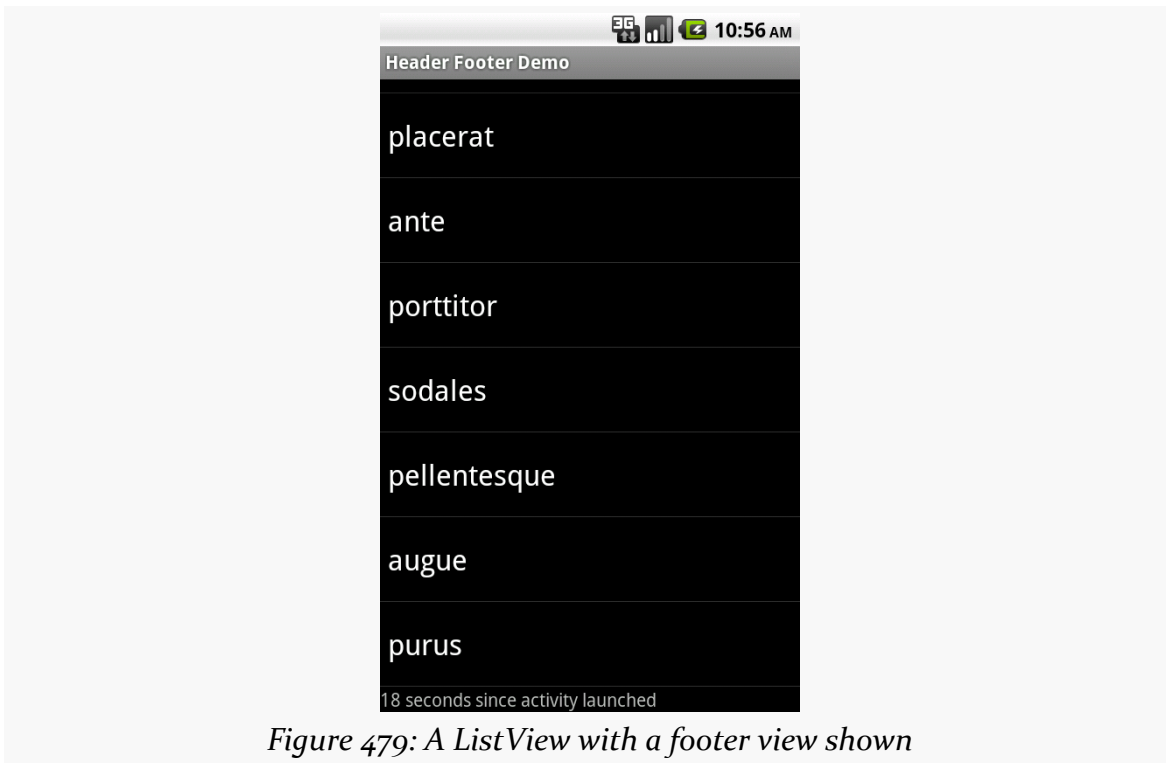 3G 10:56 AM
Header Footer Demo
placerat
ante
porttitor
sodales
pellentesque
augue
purus
18 seconds since activity launched
Figure 479: A ListView with a footer view shown